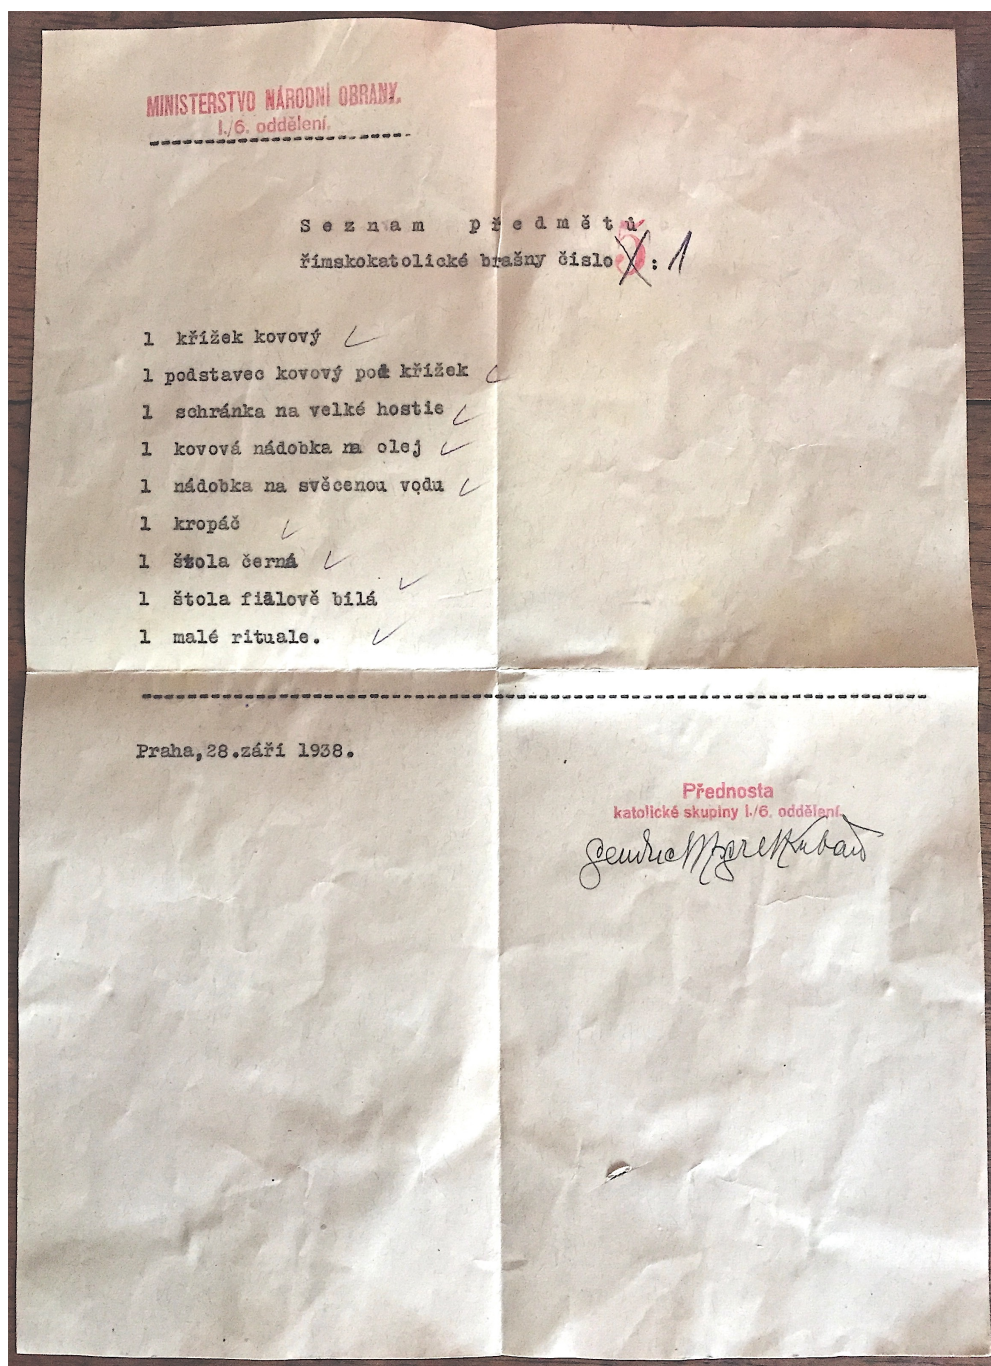 MINISTERSTVO NÁRODNÍ OBRANY.
I./6. oddělení.
Seznam předmětů
římskokatolické brašny číslo 5 : 1
1 křížek kovový
1 podstavec kovový pod křížek
1 schránka na velké hostie
1 kovová nádobka na olej
1 nádobka na svěcenou vodu
1 kropáč
1 štola černá
1 štola fiálově bílá
1 malé rituale.
Praha,28.září 1938.
Přednosta
katolické skupiny I./6. oddělení.